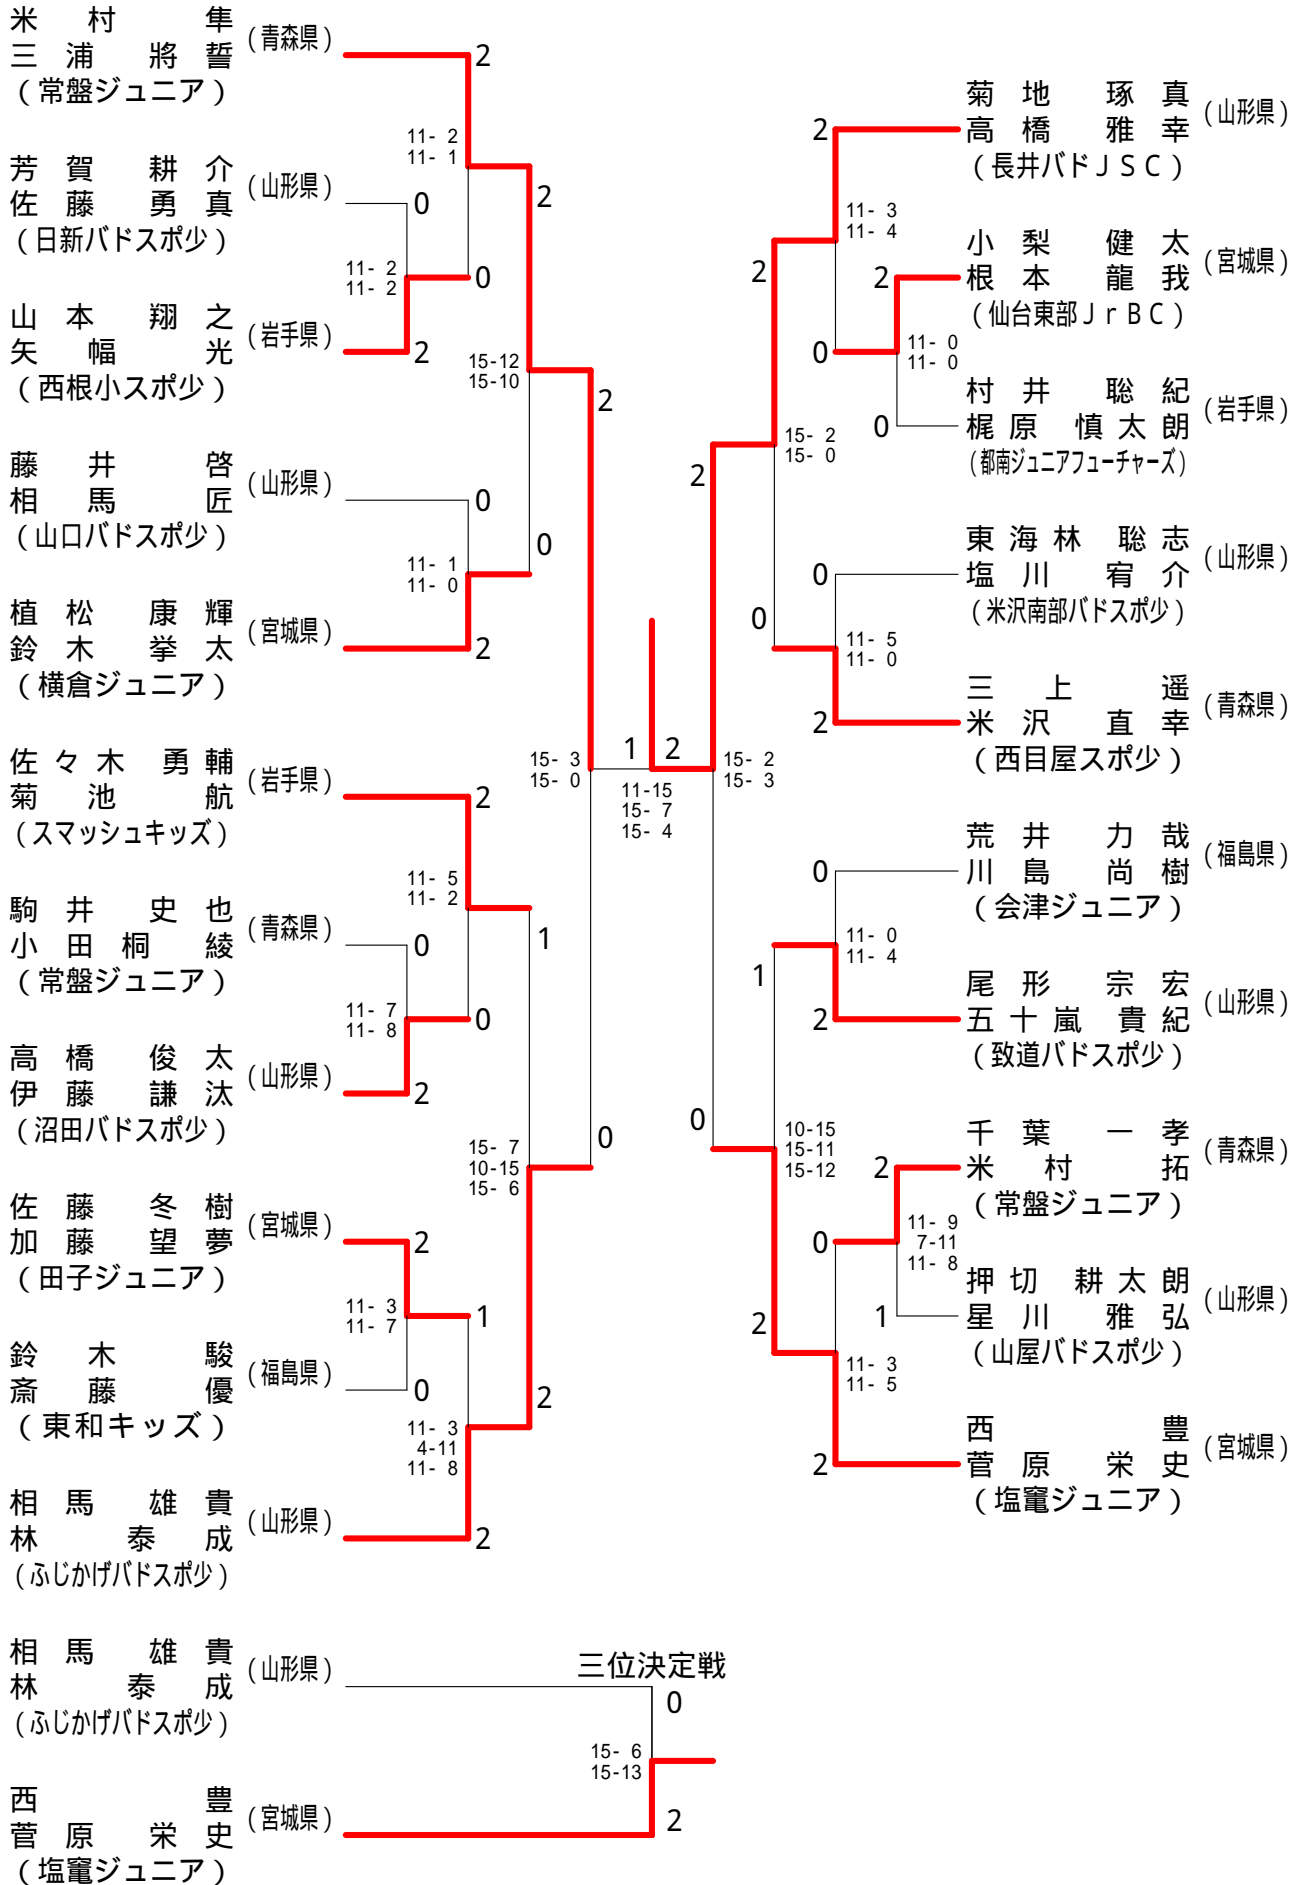 米村 隼
三浦 將誓
(青森県)
(常盤ジュニア)
2
11- 2
11- 1
芳賀 耕介
佐藤 勇真
(山形県)
(日新バドスポ少)
0
2
11- 2
11- 2
0
山本 翔之
矢幅 光
(岩手県)
(西根小スポ少)
2
15-12
15-10
2
藤井 啓
相馬 匠
(山形県)
(山口バドスポ少)
0
0
11- 1
11- 0
植松 康輝
鈴木 挙太
(宮城県)
(横倉ジュニア)
2
15- 3
15- 0
佐々木 勇輔
菊池 航
(岩手県)
(スマッシュキッズ)
2
11- 5
11- 2
駒井 史也
小田桐 綾
(青森県)
(常盤ジュニア)
0
1
11- 7
11- 8
0
高橋 俊太
伊藤 謙汰
(山形県)
(沼田バドスポ少)
2
15- 7
10-15
15- 6
0
佐藤 冬樹
加藤 望夢
(宮城県)
(田子ジュニア)
2
11- 3
11- 7
1
鈴木 駿
斎藤 優
(福島県)
(東和キッズ)
0
2
11- 3
4-11
11- 8
相馬 雄貴
林 泰成
(山形県)
(ふじかげバドスポ少)
2
1
2
11-15
15- 7
15- 4
菊地 琢真
高橋 雅幸
(山形県)
(長井バドJSC)
2
11- 3
11- 4
2
小梨 健太
根本 龍我
(宮城県)
(仙台東部JrBC)
2
0
11- 0
11- 0
村井 聡紀
梶原 慎太朗
(岩手県)
(都南ジュニアフューチャーズ)
0
15- 2
15- 0
2
東海林 聡志
塩川 宥介
(山形県)
(米沢南部バドスポ少)
0
0
11- 5
11- 0
三上 遥
米沢 直幸
(青森県)
(西目屋スポ少)
2
15- 2
15- 3
荒井 力哉
川島 尚樹
(福島県)
(会津ジュニア)
0
11- 0
11- 4
1
尾形 宗宏
五十嵐 貴紀
(山形県)
(致道バドスポ少)
2
0
10-15
15-11
15-12
千葉 一孝
米村 拓
(青森県)
(常盤ジュニア)
2
0
11- 9
7-11
11- 8
押切 耕太朗
星川 雅弘
(山形県)
(山屋バドスポ少)
1
2
11- 3
11- 5
西 豊
菅原 栄史
(宮城県)
(塩竈ジュニア)
2
三位決定戦
相馬 雄貴
林 泰成
(山形県)
(ふじかげバドスポ少)
0
15- 6
15-13
西 豊
菅原 栄史
(宮城県)
(塩竈ジュニア)
2